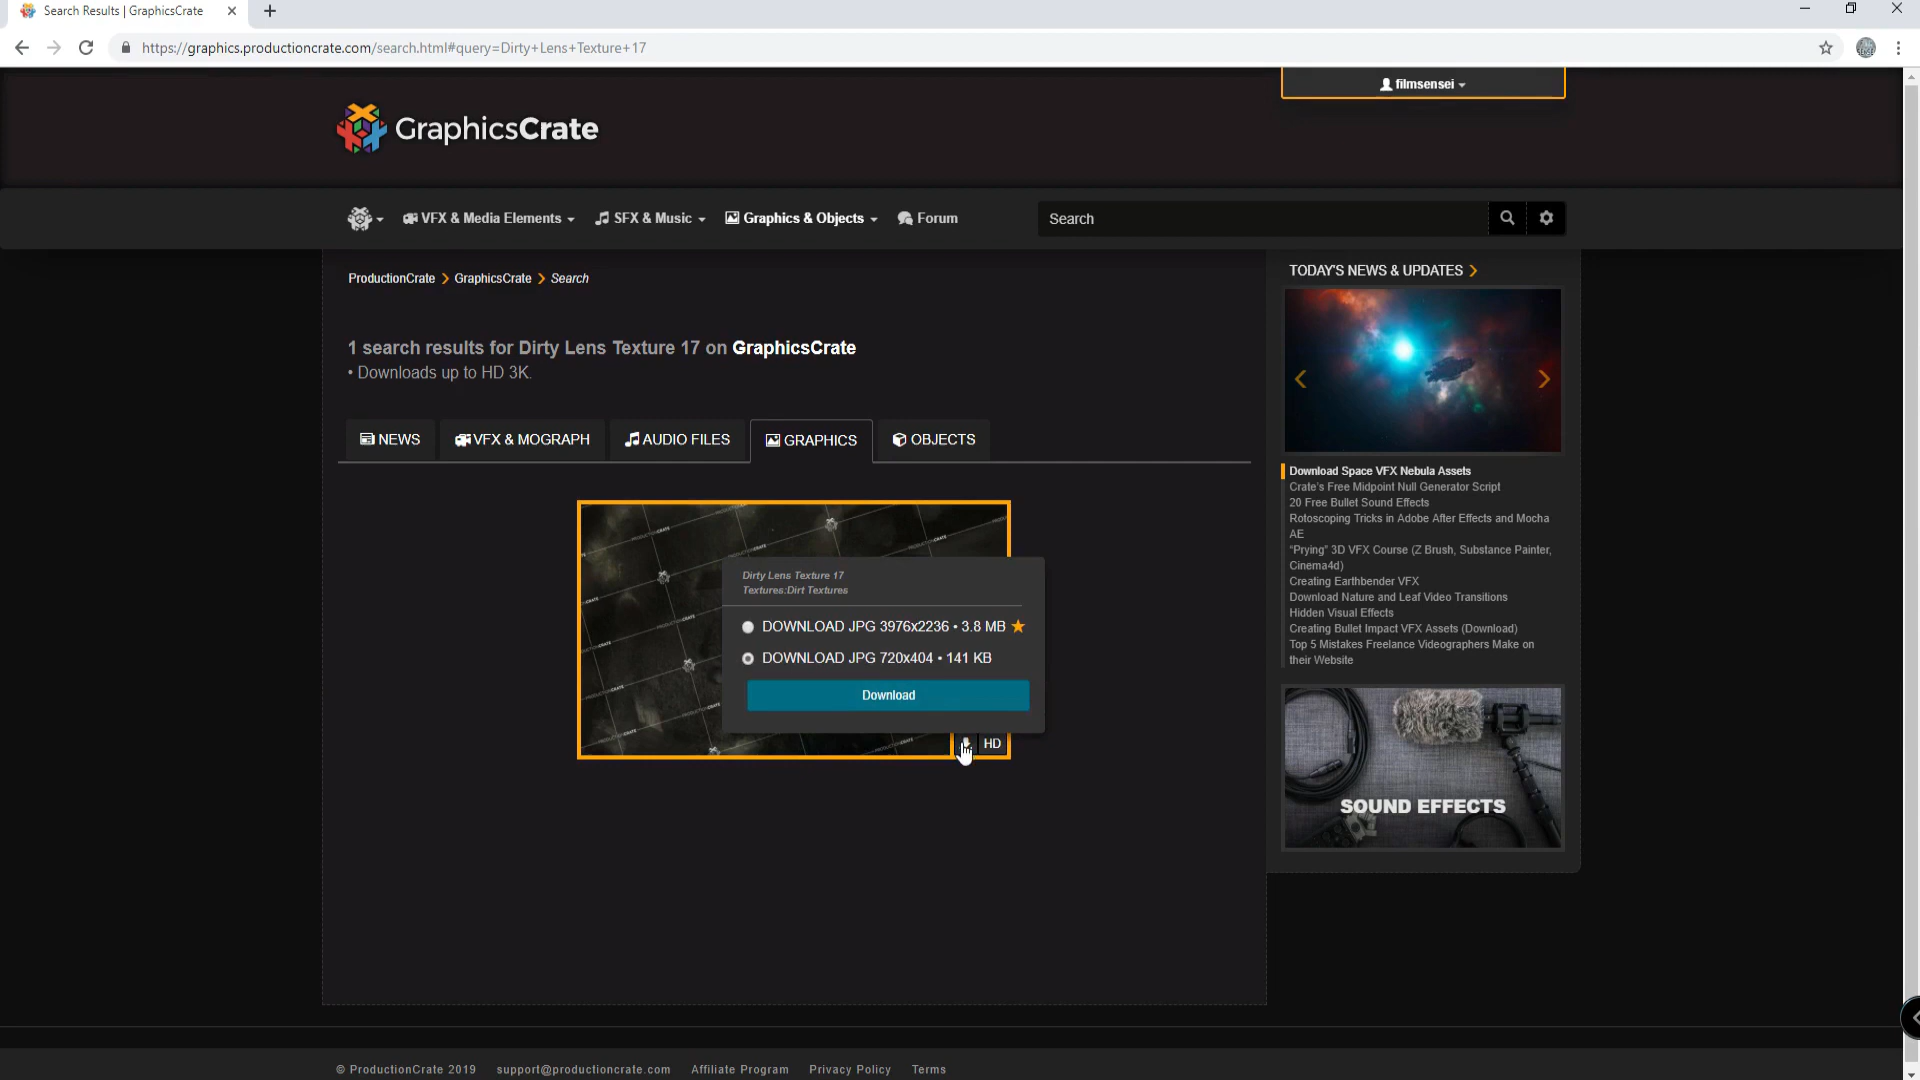 Search Results | GraphicsCrate
https://graphics.productioncrate.com/search.html#query=Dirty+Lens+Texture+17
filmsensei
GraphicsCrate
VFX & Media Elements
SFX & Music
Graphics & Objects
Forum
Search
ProductionCrate > GraphicsCrate > Search
1 search results for Dirty Lens Texture 17 on GraphicsCrate
• Downloads up to HD 3K.
NEWS
VFX & MOGRAPH
AUDIO FILES
GRAPHICS
OBJECTS
Dirty Lens Texture 17
Textures:Dirt Textures
DOWNLOAD JPG 3976x2236 • 3.8 MB
DOWNLOAD JPG 720x404 • 141 KB
Download
HD
TODAY'S NEWS & UPDATES
Download Space VFX Nebula Assets
Crate's Free Midpoint Null Generator Script
20 Free Bullet Sound Effects
Rotoscoping Tricks in Adobe After Effects and Mocha
AE
"Prying" 3D VFX Course (Z Brush, Substance Painter,
Cinema4d)
Creating Earthbender VFX
Download Nature and Leaf Video Transitions
Hidden Visual Effects
Creating Bullet Impact VFX Assets (Download)
Top 5 Mistakes Freelance Videographers Make on
their Website
SOUND EFFECTS
© ProductionCrate 2019
support@productioncrate.com
Affiliate Program
Privacy Policy
Terms